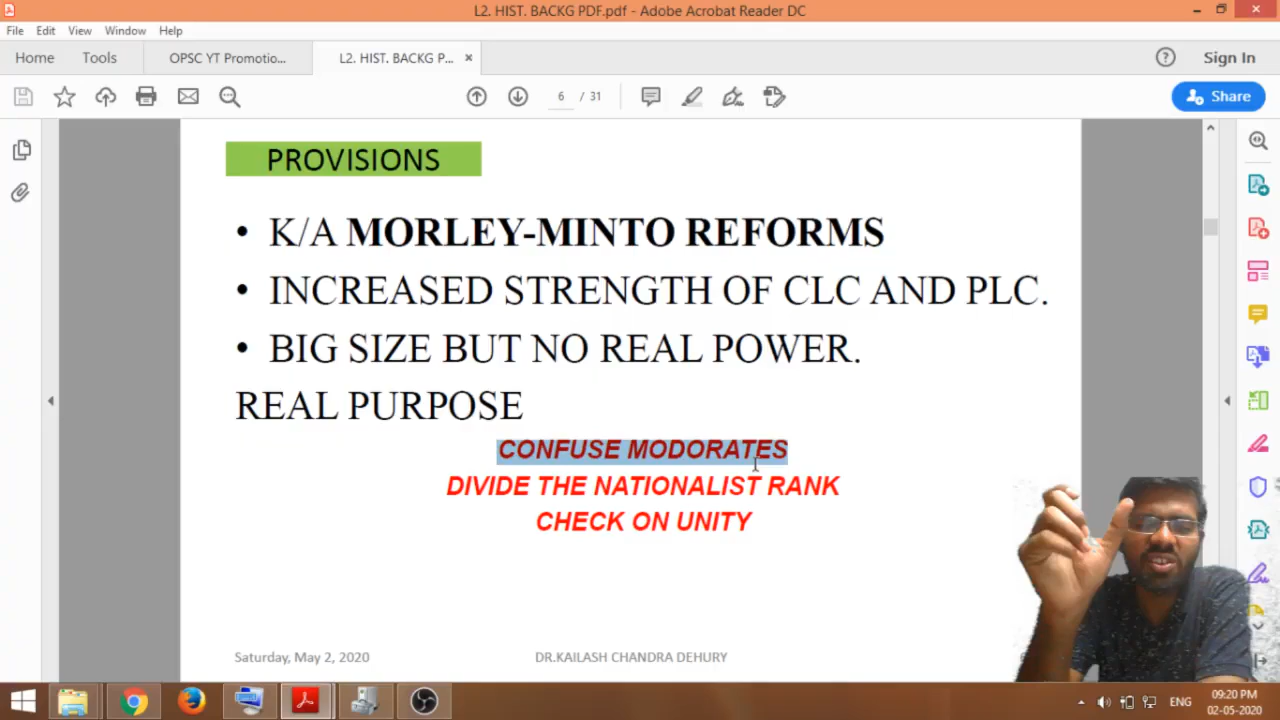 L2. HIST. BACKG PDF.pdf - Adobe Acrobat Reader DC
File Edit View Window Help
Home Tools OPSC YT Promotio... L2. HIST. BACKG P... Sign In
6 / 31 Share
PROVISIONS
• K/A MORLEY-MINTO REFORMS
• INCREASED STRENGTH OF CLC AND PLC.
• BIG SIZE BUT NO REAL POWER.
REAL PURPOSE
CONFUSE MODORATES
DIVIDE THE NATIONALIST RANK
CHECK ON UNITY
Saturday, May 2, 2020 DR.KAILASH CHANDRA DEHURY
ENG 09:20 PM
02-05-2020